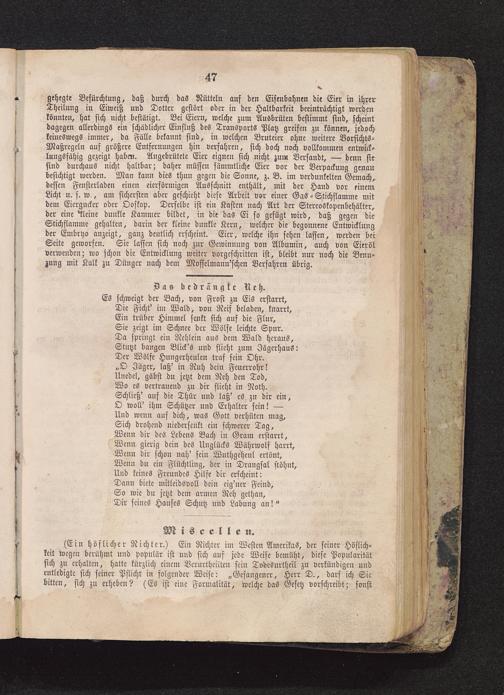 47
gehegte Befürchtung, daß durch das Rütteln auf den Eisenbahnen die Eier in ihrer
Theilung in Eiweiß und Dotter gestört oder in der Haltbarkeit beeinträchtigt werden
könnten, hat sich nicht bestätigt. Bei Eiern, welche zum Ausbrüten bestimmt sind, scheint
dagegen allerdings ein schädlicher Einfluß des Transports Platz greifen zu können, jedoch
keineswegs immer, da Fälle bekannt sind, in welchen Bruteier ohne weitere Vorsichts-
Maßregeln auf größere Entfernungen hin verfahren, sich doch noch vollkommen entwick-
lungsfähig gezeigt haben. Angebrütete Eier eignen sich nicht zum Versandt, — denn sie
sind durchaus nicht haltbar; daher müssen sämmtliche Eier vor der Verpackung genau
besichtigt werden. Man kann dies thun gegen die Sonne, z. B. im verdunkelten Gemach,
dessen Fensterladen einen eierförmigen Ausschnitt enthält, mit der Hand vor einem
Licht u. s. w., am sichersten aber geschieht diese Arbeit vor einer Gas-Stichflamme mit
dem Eiergucker oder Ooskop. Derselbe ist ein Kasten nach Art der Stereoskopenbehälter,
der eine kleine dunkle Kammer bildet, in die das Ei so gefügt wird, daß gegen die
Stichflamme gehalten, darin der kleine dunkle Kern, welcher die begonnene Entwicklung
der Embryo anzeigt, ganz deutlich erscheint. Eier, welche ihn sehen lassen, werden bei
Seite geworfen. Sie lassen sich noch zur Gewinnung von Albumin, auch von Eieröl
verwenden; wo schon die Entwicklung weiter vorgeschritten ist, bleibt nur noch die Benu-
zung mit Kalk zu Dünger nach dem Moffelmann'schen Verfahren übrig.
Das bedrängte Reh.
Es schweigt der Bach, von Frost zu Eis erstarrt,
Die Ficht' im Wald, von Reif beladen, knarrt,
Ein trüber Himmel senkt sich auf die Flur,
Sie zeigt im Schnee der Wölfe leichte Spur.
Da springt ein Rehlein aus dem Wald heraus,
Stutzt bangen Blick's und flieht zum Jägerhaus:
Der Wölfe Hungerheulen traf sein Ohr.
„O Jäger, laß' in Ruh dein Feuerrohr!
Unedel, gäbst du jetzt dem Reh den Tod,
Wo es vertrauend zu dir flieht in Noth.
Schließ' auf die Thür und laß' es zu dir ein,
O woll' ihm Schützer und Erhalter sein! —
Und wenn auf dich, was Gott verhüten mag,
Sich drohend niedersenkt ein schwerer Tag,
Wenn dir des Lebens Bach in Gram erstarrt,
Wenn gierig dein des Unglücks Währwolf harrt,
Wenn dir schon nah' sein Wuthgeheul ertönt,
Wenn du ein Flüchtling, der in Drangsal stöhnt,
Und keines Freundes Hilfe dir erscheint:
Dann biete mitleidsvoll dein eig'ner Feind,
So wie du jetzt dem armen Reh gethan,
Dir seines Hauses Schutz und Labung an!“
Miscellen.
(Ein höflicher Richter.) Ein Richter im Westen Amerikas, der seiner Höflich-
keit wegen berühmt und populär ist und sich auf jede Weise bemüht, diese Popularität
sich zu erhalten, hatte kürzlich einem Verurtheilten sein Todesurtheil zu verkündigen und
entledigte sich seiner Pflicht in folgender Weise: „Gefangener, Herr D., darf ich Sie
bitten, sich zu erheben? (Es ist eine Formalität, welche das Gesetz vorschreibt; sonst